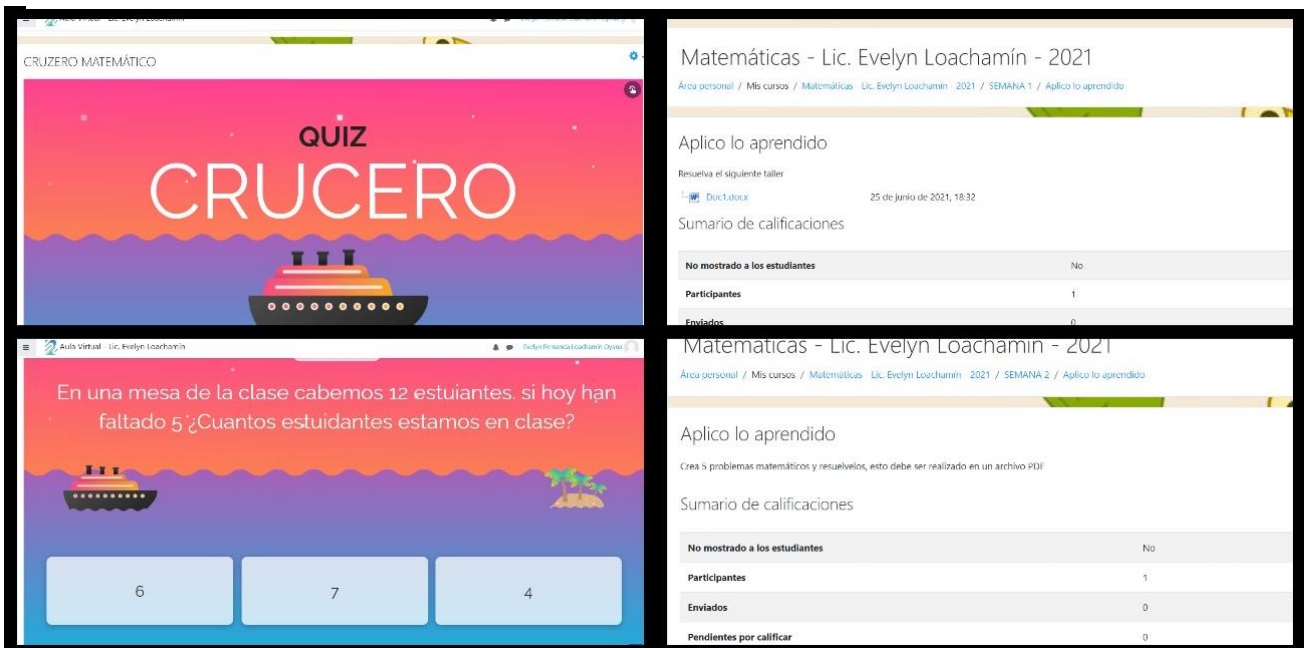 CRUZERO MATEMÁTICO
QUIZ
CRUCERO
Matemáticas - Lic. Evelyn Loachamín - 2021
Área personal / Mis cursos / Matemáticas Lic. Evelyn Loachamín 2021 / SEMANA 1 / Aplico lo aprendido
Aplico lo aprendido
Resuelva el siguiente taller
Doc1.docx 25 de junio de 2021, 18:32
Sumario de calificaciones
No mostrado a los estudiantes No
Participantes 1
Enviados 0
Aula Virtual - Lic. Evelyn Loachamín
En una mesa de la clase cabemos 12 estuiantes. si hoy han
faltado 5 ¿Cuantos estuidantes estamos en clase?
6
7
4
Matemáticas - Lic. Evelyn Loachamín - 2021
Área personal / Mis cursos / Matemáticas Lic. Evelyn Loachamín 2021 / SEMANA 2 / Aplico lo aprendido
Aplico lo aprendido
Crea 5 problemas matemáticos y resuelvelos, esto debe ser realizado en un archivo PDF
Sumario de calificaciones
No mostrado a los estudiantes No
Participantes 1
Enviados 0
Pendientes por calificar 0